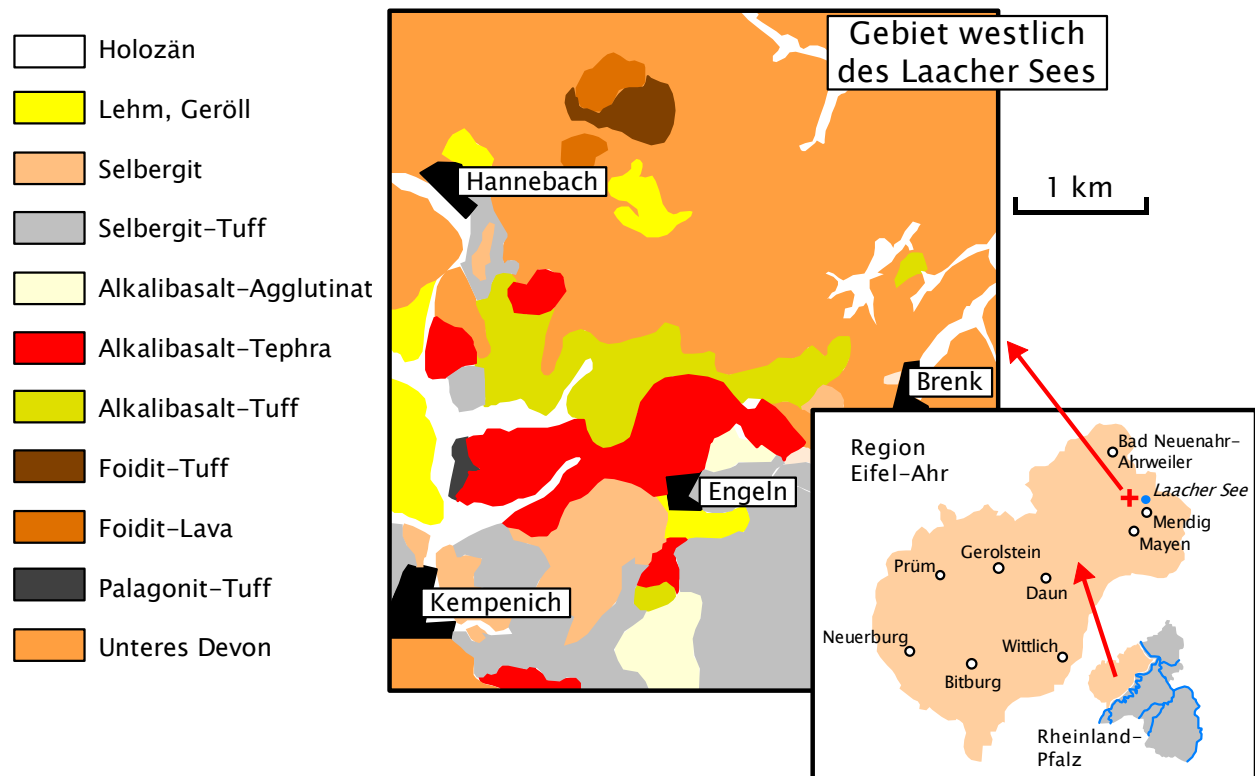 Holozän
Lehm, Geröll
Selbergit
Selbergit-Tuff
Alkalibasalt-Agglutinat
Alkalibasalt-Tephra
Alkalibasalt-Tuff
Foidit-Tuff
Foidit-Lava
Palagonit-Tuff
Unteres Devon
Gebiet westlich
des Laacher Sees
1 km
Hannebach
Brenk
Engeln
Kempenich
Region
Eifel-Ahr
Bad Neuenahr-
Ahrweiler
Laacher See
Mendig
Mayen
Gerolstein
Prüm
Daun
Neuerburg
Wittlich
Bitburg
Rheinland-
Pfalz